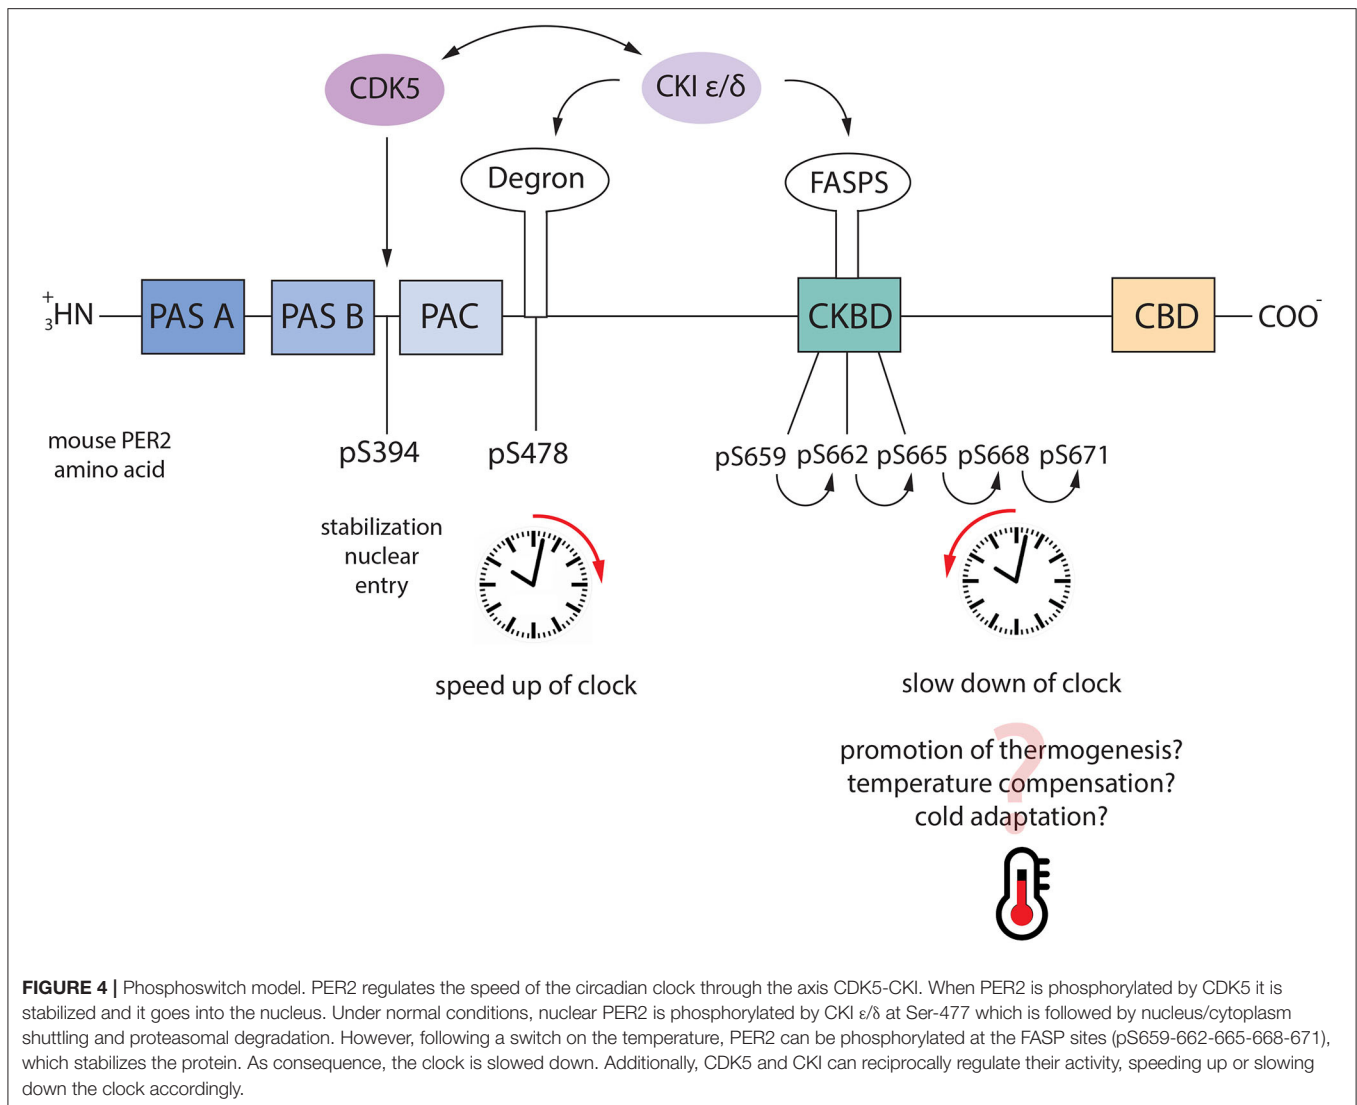 CDK5
CKI ε/δ
Degron
FASPS
+
3HN
PAS A
PAS B
PAC
CKBD
CBD
COO-
mouse PER2
amino acid
pS394
pS478
pS659
pS662
pS665
pS668
pS671
stabilization
nuclear
entry
speed up of clock
slow down of clock
?
promotion of thermogenesis?
temperature compensation?
cold adaptation?
FIGURE 4 | Phosphoswitch model. PER2 regulates the speed of the circadian clock through the axis CDK5-CKI. When PER2 is phosphorylated by CDK5 it is
stabilized and it goes into the nucleus. Under normal conditions, nuclear PER2 is phosphorylated by CKI ε/δ at Ser-477 which is followed by nucleus/cytoplasm
shuttling and proteasomal degradation. However, following a switch on the temperature, PER2 can be phosphorylated at the FASP sites (pS659-662-665-668-671),
which stabilizes the protein. As consequence, the clock is slowed down. Additionally, CDK5 and CKI can reciprocally regulate their activity, speeding up or slowing
down the clock accordingly.